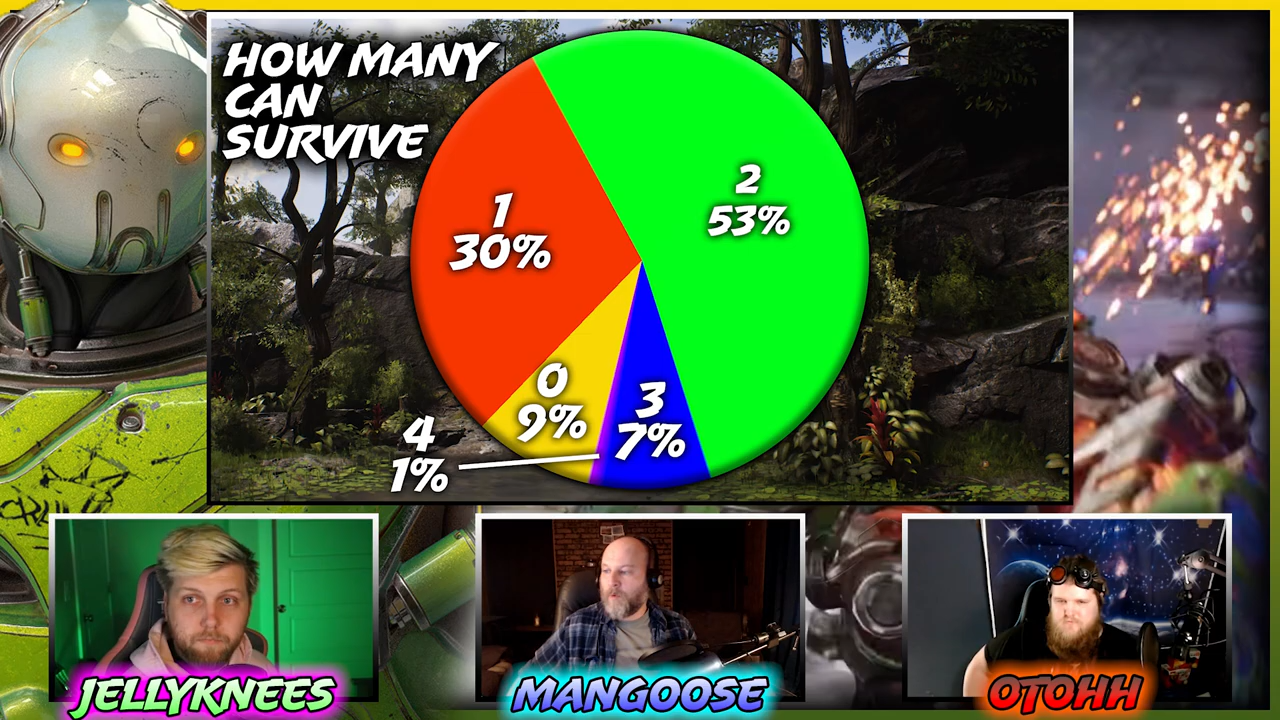 HOW MANY
CAN
SURVIVE
2
53%
1
30%
0
9%
3
7%
4
1%
JELLYKNEES
MANGOOSE
OTOHH